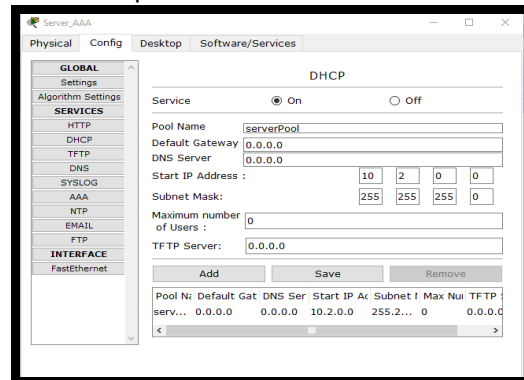 Server_AAA
Physical Config Desktop Software/Services
GLOBAL
Settings
Algorithm Settings
SERVICES
HTTP
DHCP
TFTP
DNS
SYSLOG
AAA
NTP
EMAIL
FTP
INTERFACE
FastEthernet
DHCP
Service On Off
Pool Name serverPool
Default Gateway 0.0.0.0
DNS Server 0.0.0.0
Start IP Address : 10 2 0 0
Subnet Mask: 255 255 255 0
Maximum number
of Users : 0
TFTP Server: 0.0.0.0
Add Save Remove
Pool Na Default Gat DNS Ser Start IP Ad Subnet M Max Nui TFTP S
serv... 0.0.0.0 0.0.0.0 10.2.0.0 255.2... 0 0.0.0.0